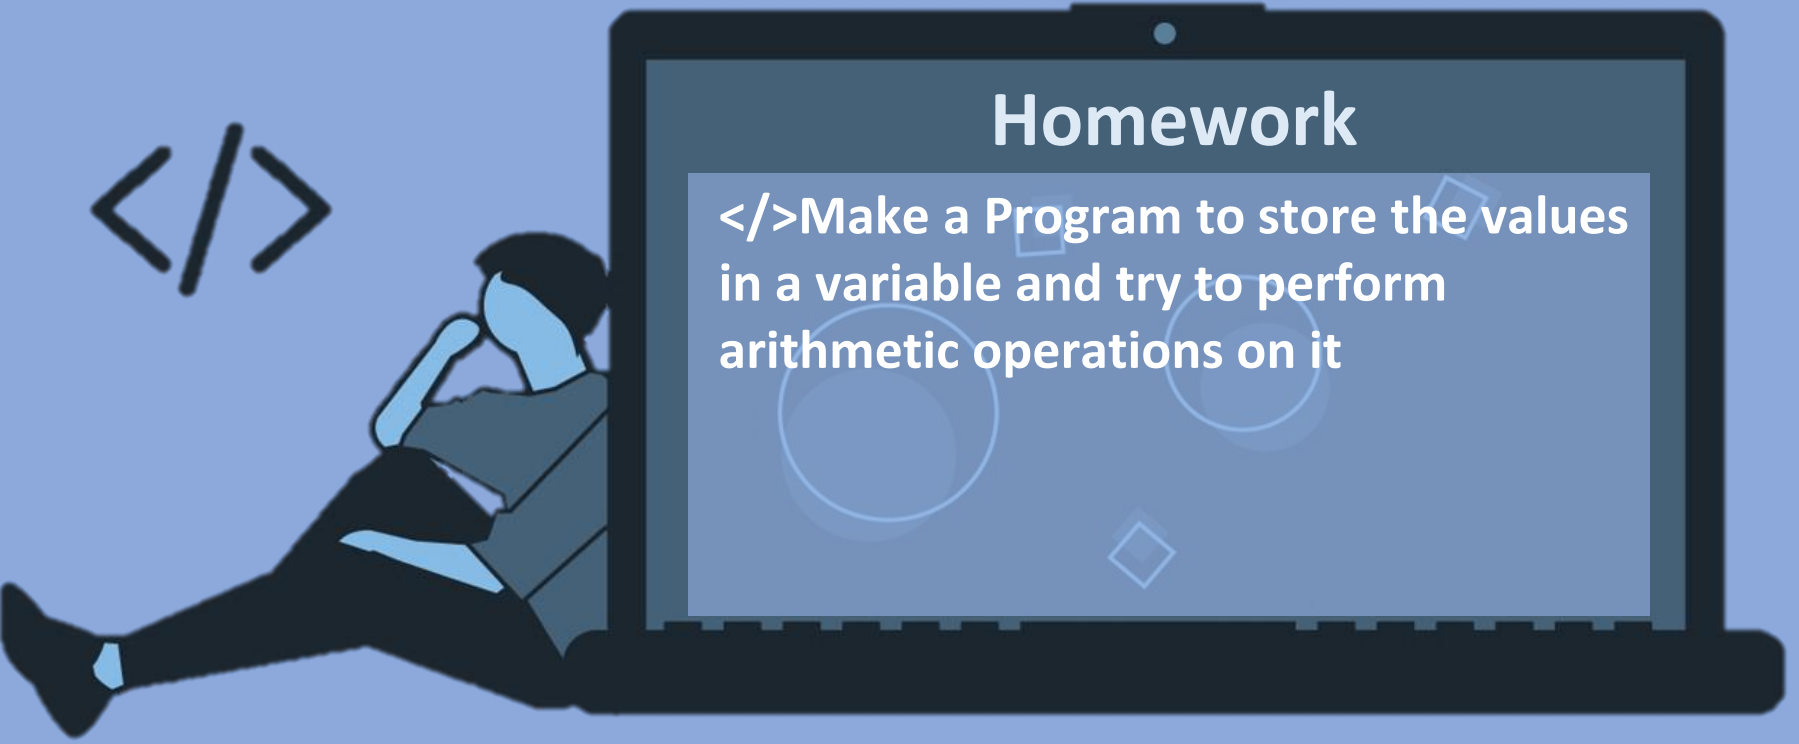 Homework
</>Make a Program to store the values
in a variable and try to perform
arithmetic operations on it